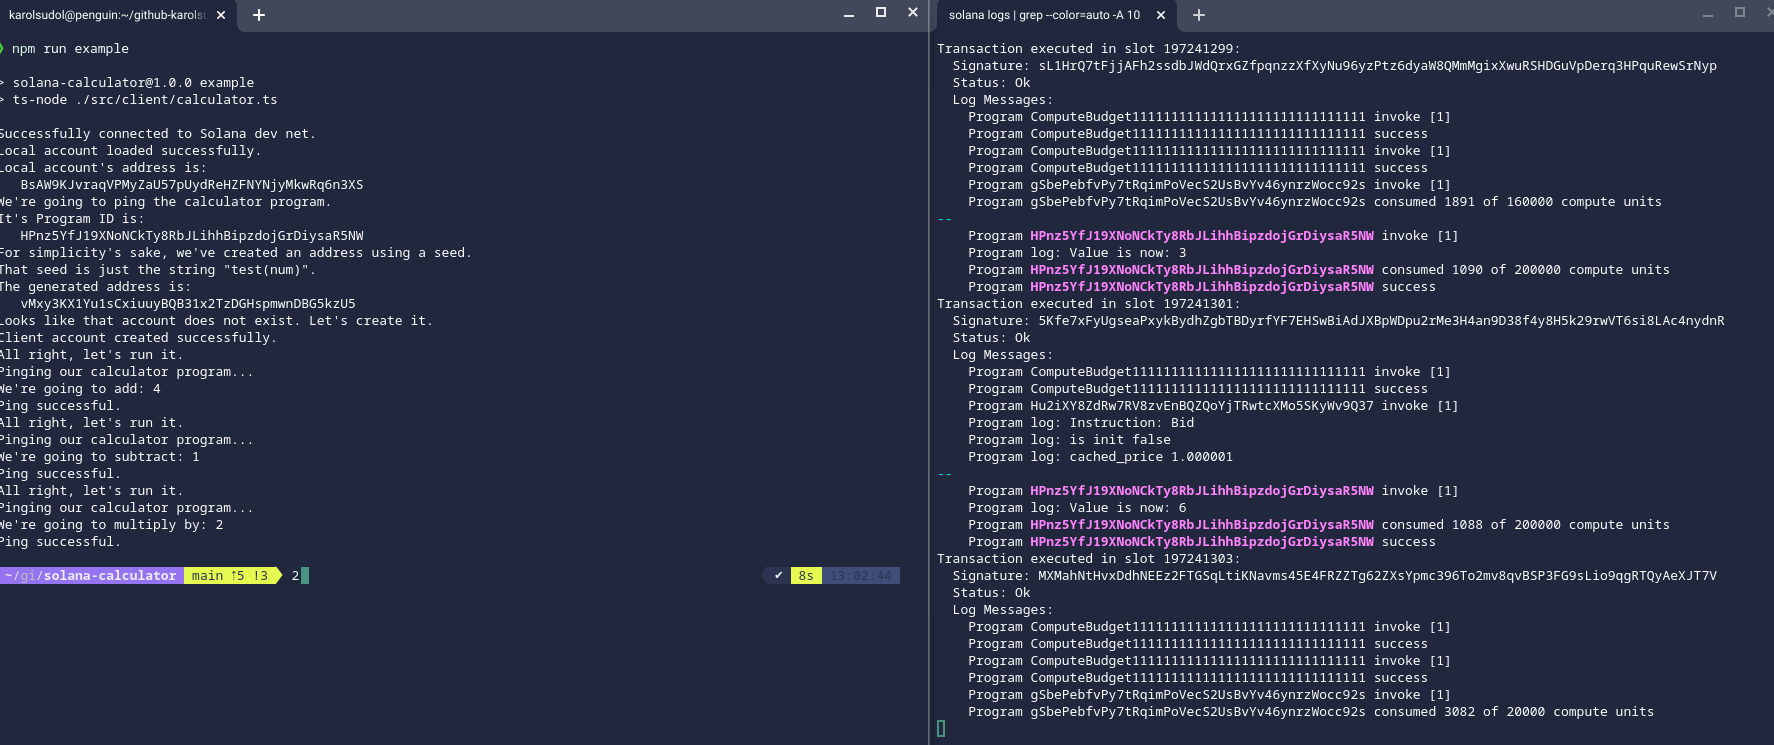 karolsudol@penguin:~/github-karolsu
❯ npm run example
> solana-calculator@1.0.0 example
> ts-node ./src/client/calculator.ts
Successfully connected to Solana dev net.
Local account loaded successfully.
Local account's address is:
BsAW9KJvraqVPMyZaU57pUydReHZFNYNjyMkwRq6n3XS
We're going to ping the calculator program.
It's Program ID is:
HPnz5YfJ19XNoNCkTy8RbJLihhBipzdojGrDiysaR5NW
For simplicity's sake, we've created an address using a seed.
That seed is just the string "test(num)".
The generated address is:
vMxy3KX1Yu1sCxiuuyBQB31x2TzDGHspmwnDBG5kzU5
Looks like that account does not exist. Let's create it.
Client account created successfully.
All right, let's run it.
Pinging our calculator program...
We're going to add: 4
Ping successful.
All right, let's run it.
Pinging our calculator program...
We're going to subtract: 1
Ping successful.
All right, let's run it.
Pinging our calculator program...
We're going to multiply by: 2
Ping successful.
~/gi/solana-calculator main ⇡5 !3 2 ✔ 8s 13:02:44
solana logs | grep --color=auto -A 10
Transaction executed in slot 197241299:
Signature: sL1HrQ7tFjjAFh2ssdbJWdQrxGZfpqnzzXfXyNu96yzPtz6dyaW8QMmMgixXwuRSHDGuVpDerq3HPquRewSrNyp
Status: Ok
Log Messages:
Program ComputeBudget111111111111111111111111111111 invoke [1]
Program ComputeBudget111111111111111111111111111111 success
Program ComputeBudget111111111111111111111111111111 invoke [1]
Program ComputeBudget111111111111111111111111111111 success
Program gSbePebfvPy7tRqimPoVecS2UsBvYv46ynrzWocc92s invoke [1]
Program gSbePebfvPy7tRqimPoVecS2UsBvYv46ynrzWocc92s consumed 1891 of 160000 compute units
--
Program HPnz5YfJ19XNoNCkTy8RbJLihhBipzdojGrDiysaR5NW invoke [1]
Program log: Value is now: 3
Program HPnz5YfJ19XNoNCkTy8RbJLihhBipzdojGrDiysaR5NW consumed 1090 of 200000 compute units
Program HPnz5YfJ19XNoNCkTy8RbJLihhBipzdojGrDiysaR5NW success
Transaction executed in slot 197241301:
Signature: 5Kfe7xFyUgseaPxykBydhZgbTBDyrfYF7EHSwBiAdJXBpWDpu2rMe3H4an9D38f4y8H5k29rwVT6si8LAc4nydnR
Status: Ok
Log Messages:
Program ComputeBudget111111111111111111111111111111 invoke [1]
Program ComputeBudget111111111111111111111111111111 success
Program Hu2iXY8ZdRw7RV8zvEnBQZQoYjTRwtcXMo5SKyWv9Q37 invoke [1]
Program log: Instruction: Bid
Program log: is init false
Program log: cached_price 1.000001
--
Program HPnz5YfJ19XNoNCkTy8RbJLihhBipzdojGrDiysaR5NW invoke [1]
Program log: Value is now: 6
Program HPnz5YfJ19XNoNCkTy8RbJLihhBipzdojGrDiysaR5NW consumed 1088 of 200000 compute units
Program HPnz5YfJ19XNoNCkTy8RbJLihhBipzdojGrDiysaR5NW success
Transaction executed in slot 197241303:
Signature: MXMahNtHvxDdhNEEz2FTGSqLtiKNavms45E4FRZZTg62ZXsYpmc396To2mv8qvBSP3FG9sLio9qgRTQyAeXJT7V
Status: Ok
Log Messages:
Program ComputeBudget111111111111111111111111111111 invoke [1]
Program ComputeBudget111111111111111111111111111111 success
Program ComputeBudget111111111111111111111111111111 invoke [1]
Program ComputeBudget111111111111111111111111111111 success
Program gSbePebfvPy7tRqimPoVecS2UsBvYv46ynrzWocc92s invoke [1]
Program gSbePebfvPy7tRqimPoVecS2UsBvYv46ynrzWocc92s consumed 3082 of 20000 compute units